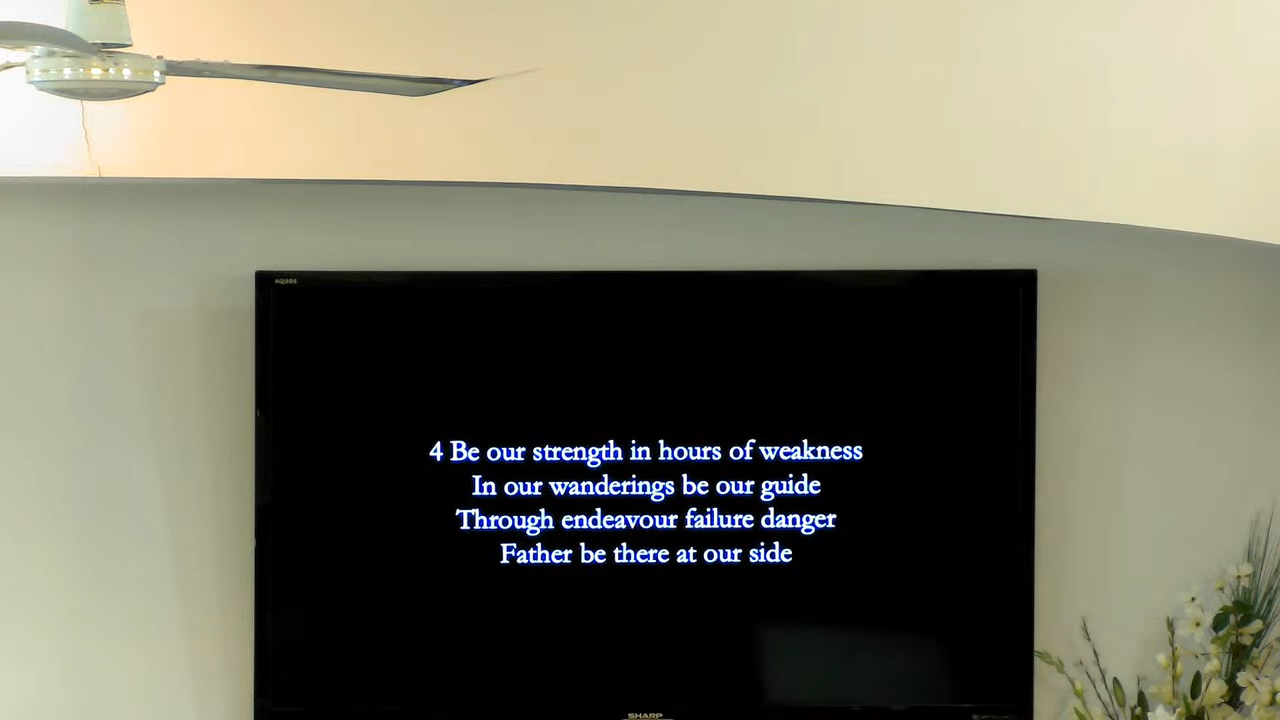 AQUOS
4 Be our strength in hours of weakness
In our wanderings be our guide
Through endeavour failure danger
Father be there at our side
SHARP